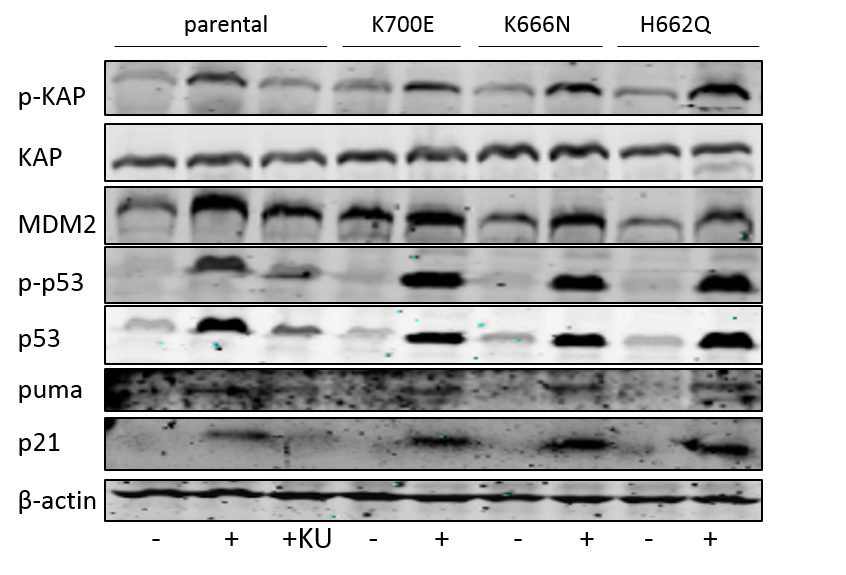 parental K700E K666N H662Q
p-KAP
KAP
MDM2
p-p53
p53
puma
p21
β-actin
- + +KU - + - + - +